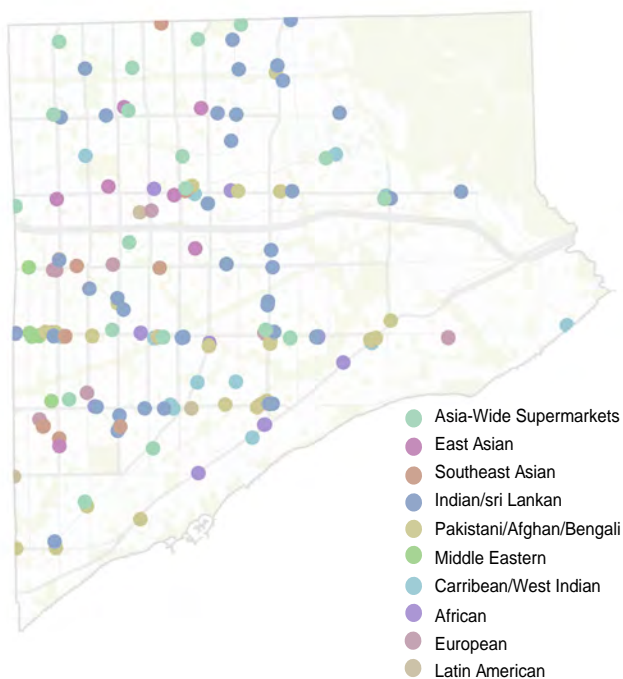 Asia-Wide Supermarkets
East Asian
Southeast Asian
Indian/sri Lankan
Pakistani/Afghan/Bengali
Middle Eastern
Carribean/West Indian
African
European
Latin American